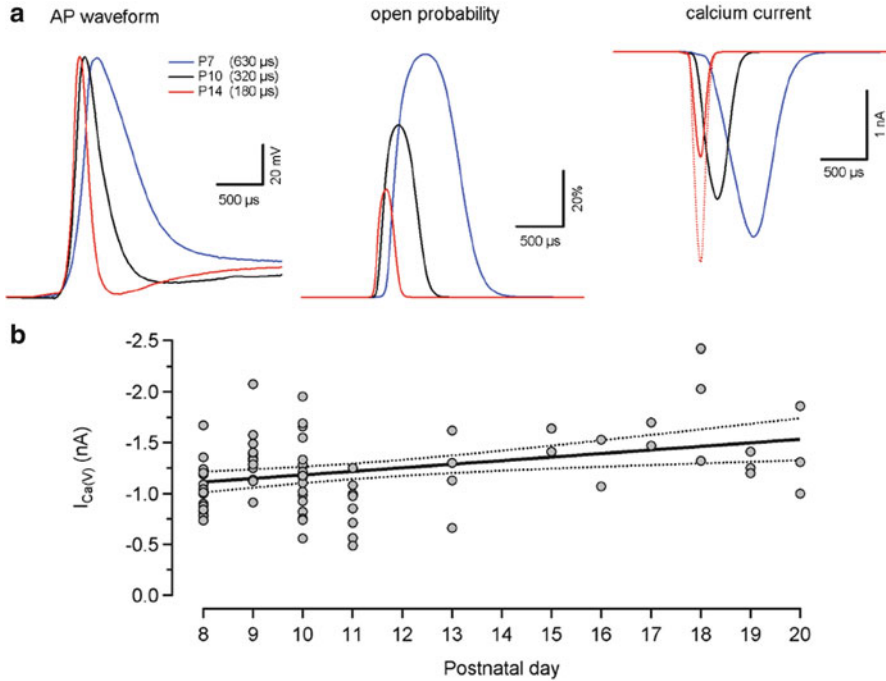 a
AP waveform
open probability
calcium current
P7 (630 µs)
P10 (320 µs)
P14 (180 µs)
20 mV
500 µs
20%
500 µs
1 nA
500 µs
b
-2.5
-2.0
-1.5
-1.0
-0.5
0.0
I_Ca(V) (nA)
8 9 10 11 12 13 14 15 16 17 18 19 20
Postnatal day